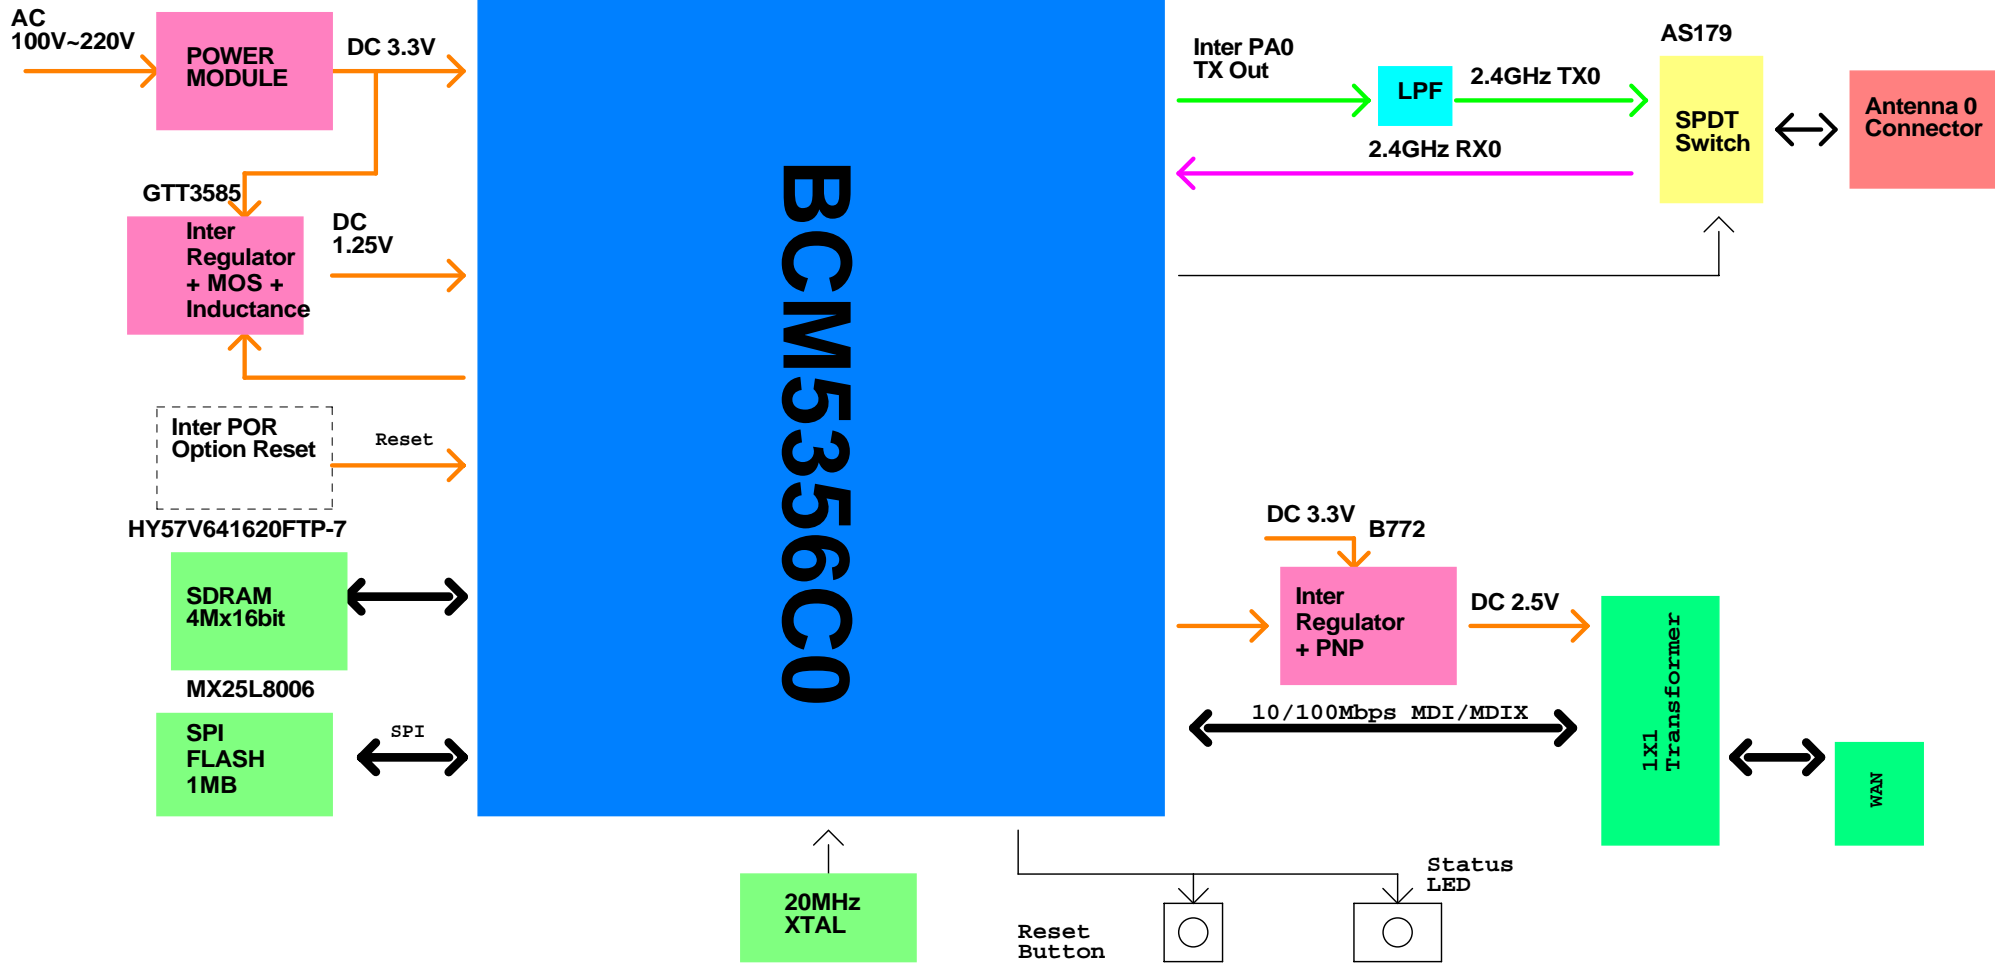 AC
100V~220V
POWER
MODULE
DC 3.3V
GTT3585
Inter
Regulator
+ MOS +
Inductance
DC
1.25V
Inter POR
Option Reset
Reset
HY57V641620FTP-7
SDRAM
4Mx16bit
MX25L8006
SPI
FLASH
1MB
SPI
BCM5356C0
20MHz
XTAL
Reset
Button
Status
LED
Inter PA0
TX Out
LPF
2.4GHz TX0
2.4GHz RX0
AS179
SPDT
Switch
Antenna 0
Connector
DC 3.3V
B772
Inter
Regulator
+ PNP
DC 2.5V
10/100Mbps MDI/MDIX
1X1
Transformer
WAN